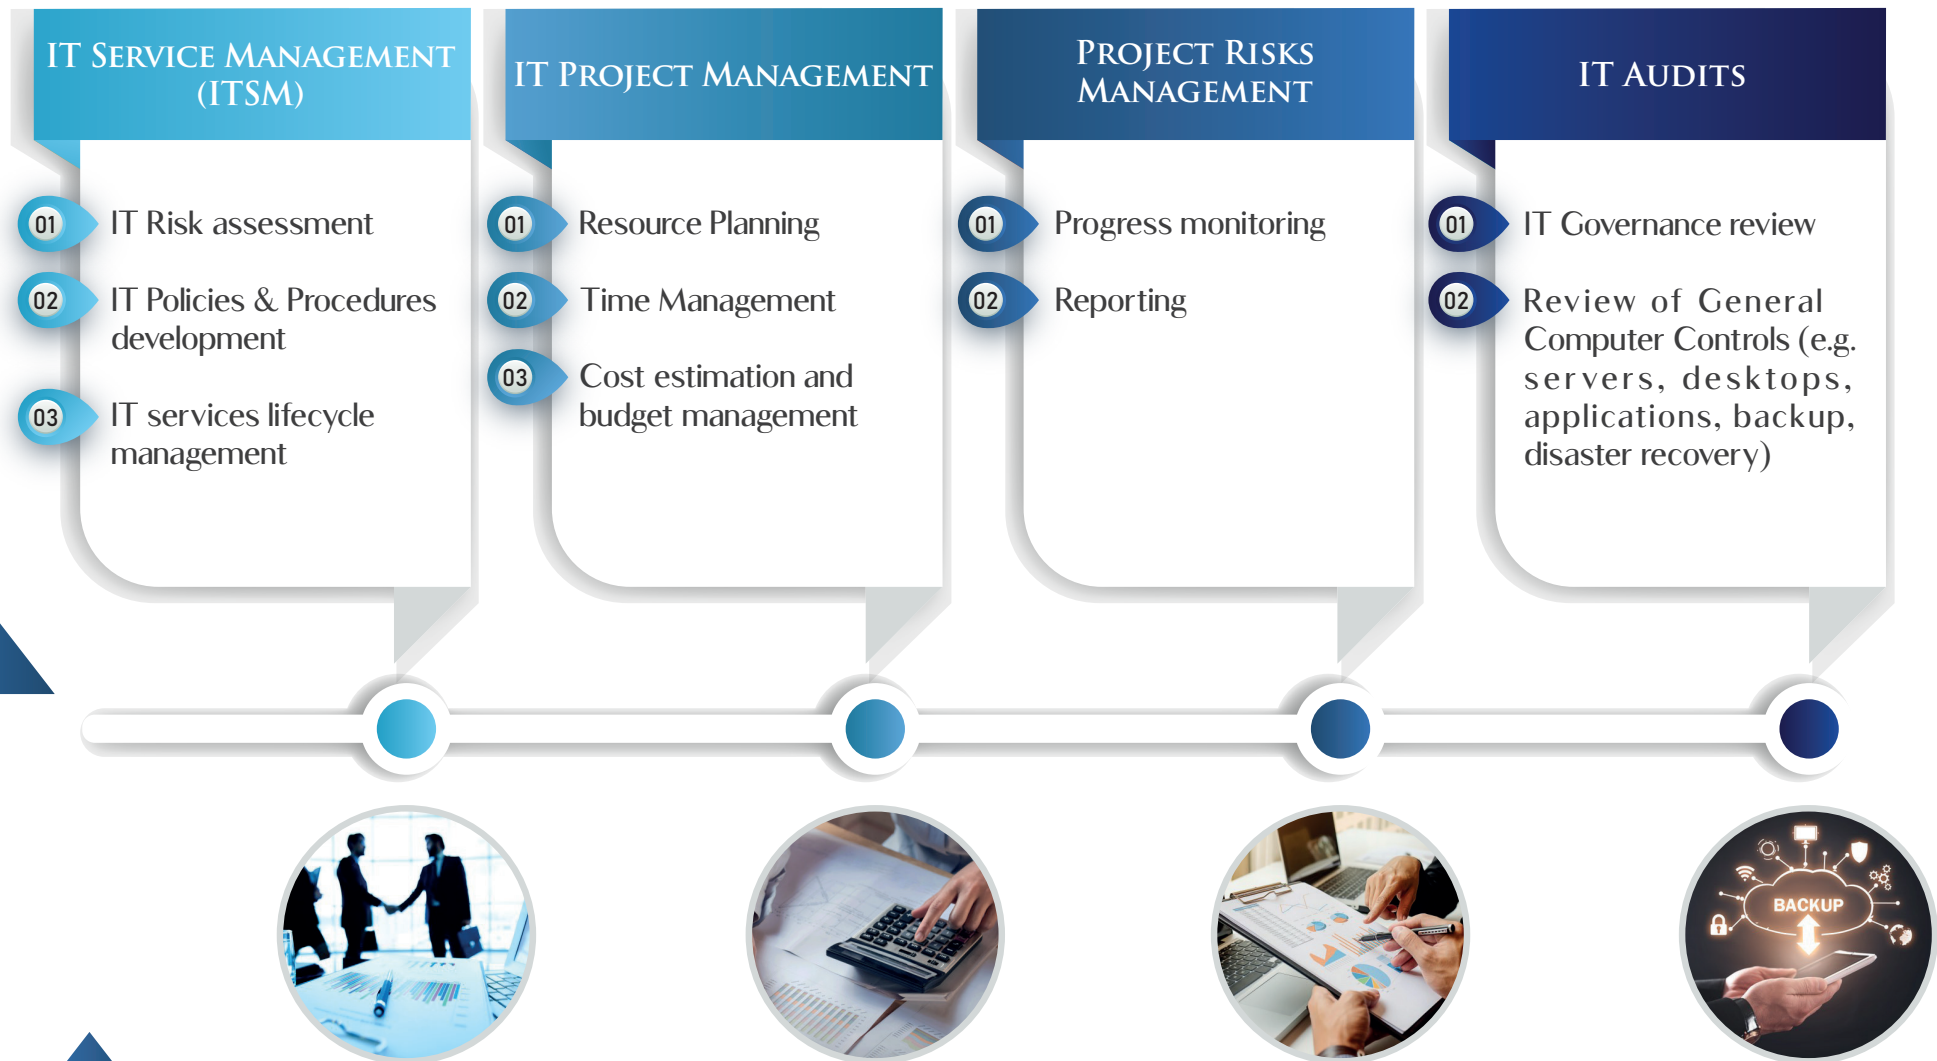 IT Service Management
(ITSM)
01 IT Risk assessment
02 IT Policies & Procedures
development
03 IT services lifecycle
management
IT Project Management
01 Resource Planning
02 Time Management
03 Cost estimation and
budget management
Project Risks
Management
01 Progress monitoring
02 Reporting
IT Audits
01 IT Governance review
02 Review of General
Computer Controls (e.g.
servers, desktops,
applications, backup,
disaster recovery)
BACKUP